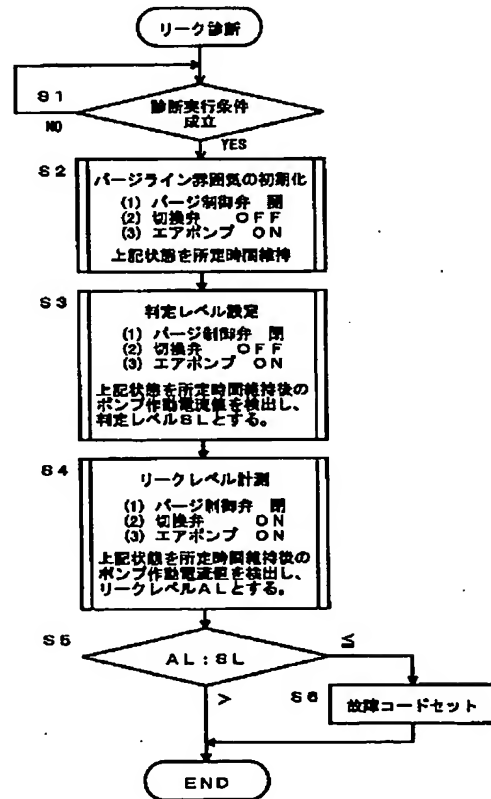 リーク診断
S1
診断実行条件
成立
NO
YES
S2
パージライン雰囲気の初期化
(1) パージ制御弁 開
(2) 切換弁 OFF
(3) エアポンプ ON
上記状態を所定時間維持
S3
判定レベル設定
(1) パージ制御弁 閉
(2) 切換弁 OFF
(3) エアポンプ ON
上記状態を所定時間維持後の
ポンプ作動電流値を検出し、
判定レベルSLとする。
S4
リークレベル計測
(1) パージ制御弁 閉
(2) 切換弁 ON
(3) エアポンプ ON
上記状態を所定時間維持後の
ポンプ作動電流値を検出し、
リークレベルALとする。
S5
AL:SL
≦
>
S6
故障コードセット
END